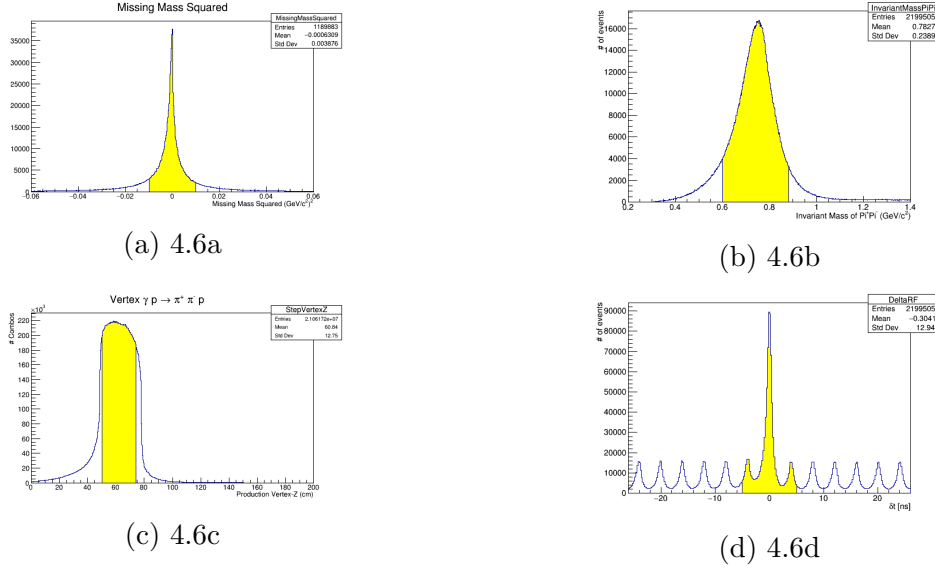 Missing Mass Squared
MissingMassSquared
Entries 1189883
Mean −0.0006309
Std Dev 0.003876
35000
30000
25000
20000
15000
10000
5000
0
−0.06 −0.04 −0.02 0 0.02 0.04 0.06
Missing Mass Squared (GeV/c²)²
(a) 4.6a
InvariantMassPiPi
Entries 2199505
Mean 0.7827
Std Dev 0.2389
# of events
16000
14000
12000
10000
8000
6000
4000
2000
0
0.2 0.4 0.6 0.8 1 1.2 1.4
Invariant Mass of Pi⁺Pi⁻ (GeV/c²)
(b) 4.6b
Vertex γ p → π⁺ π⁻ p
StepVertexZ
Entries 2.106172e+07
Mean 60.84
Std Dev 12.75
×10³
# Combos
220
200
180
160
140
120
100
80
60
40
20
0
0 20 40 60 80 100 120 140 160 180 200
Production Vertex-Z (cm)
(c) 4.6c
DeltaRF
Entries 2199505
Mean −0.3041
Std Dev 12.94
# of events
90000
80000
70000
60000
50000
40000
30000
20000
10000
0
−20 −10 0 10 20
δt [ns]
(d) 4.6d